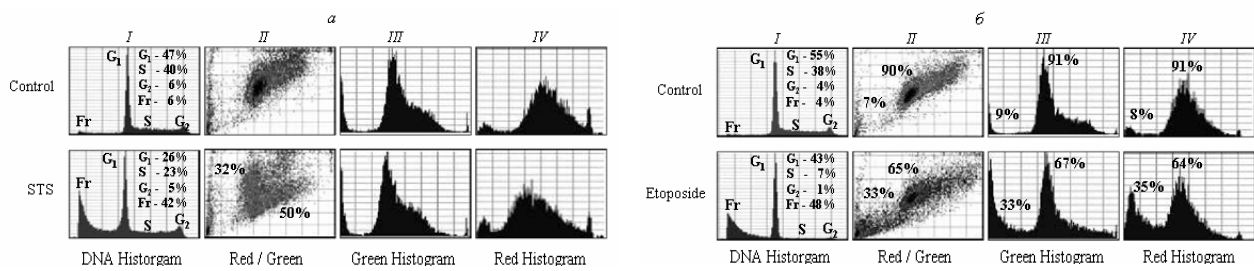 а
I II III IV
Control
G1
G1 - 47%
S - 40%
G2 - 6%
Fr - 6%
Fr S G2
STS
G1
G1 - 26%
S - 23%
G2 - 5%
Fr - 42%
Fr S G2
32%
50%
DNA Historgam Red / Green Green Histogram Red Histogram
б
I II III IV
Control
G1
G1 - 55%
S - 38%
G2 - 4%
Fr - 4%
Fr S G2
90%
7%
91%
9%
91%
8%
Etoposide
G1
G1 - 43%
S - 7%
G2 - 1%
Fr - 48%
Fr S G2
65%
33%
67%
33%
64%
35%
DNA Historgam Red / Green Green Histogram Red Histogram